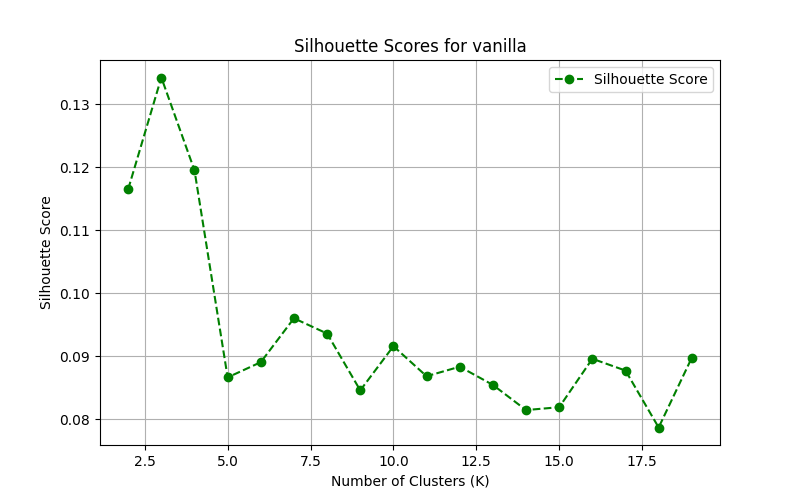 Silhouette Scores for vanilla
Silhouette Score
0.13
0.12
0.11
0.10
0.09
0.08
Silhouette Score
2.5 5.0 7.5 10.0 12.5 15.0 17.5
Number of Clusters (K)